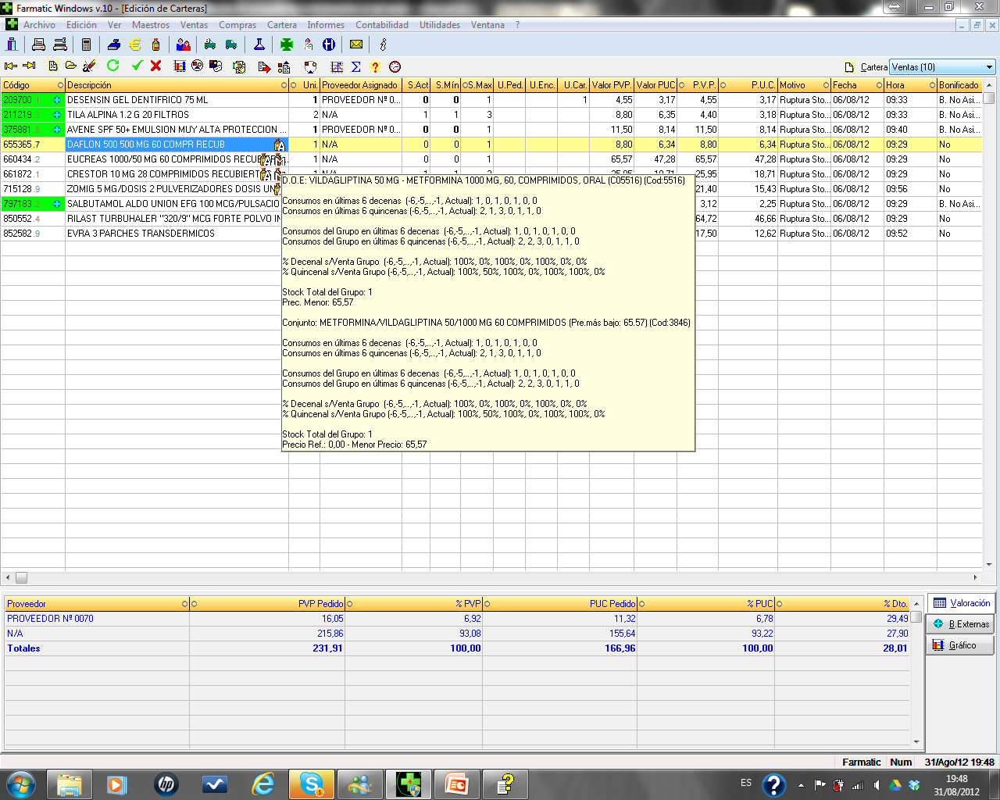 Farmatic Windows v.10 - [Edición de Carteras]
Archivo Edición Ver Maestros Ventas Compras Cartera Informes Contabilidad Utilidades Ventana ?
Cartera Ventas (10)
Código Descripción Uni. Proveedor Asignado S.Act S.Mín S.Max U.Ped. U.Enc. U.Car. Valor PVP. Valor PUC P.V.P. P.U.C. Motivo Fecha Hora Bonificado
209700 DESENSIN GEL DENTIFRICO 75 ML 1 PROVEEDOR Nº 0... 0 0 1 1 4,55 3,17 4,55 3,17 Ruptura Sto... 06/08/12 09:33 B. No Asi...
211219 TILA ALPINA 1.2 G 20 FILTROS 2 N/A 1 1 3 8,80 6,35 4,40 3,18 Ruptura Sto... 06/08/12 09:33 B. No Asi...
375881 AVENE SPF 50+ EMULSION MUY ALTA PROTECCION ... 1 PROVEEDOR Nº 0... 0 0 1 11,50 8,14 11,50 8,14 Ruptura Sto... 06/08/12 09:40 B. No Asi...
655365.7 DAFLON 500 500 MG 60 COMPR RECUB 1 N/A 0 0 1 8,80 6,34 8,80 6,34 Ruptura Sto... 06/08/12 09:29 No
660434.2 EUCREAS 1000/50 MG 60 COMPRIMIDOS RECUB 1 N/A 0 0 1 65,57 47,28 65,57 47,28 Ruptura Sto... 06/08/12 09:29 No
661872.1 CRESTOR 10 MG 28 COMPRIMIDOS RECUBIERT 1 N/A 1 1 25,95 18,71 Ruptura Sto... 06/08/12 09:29 No
715128.9 ZOMIG 5 MG/DOSIS 2 PULVERIZADORES DOSIS UN 21,40 15,43 Ruptura Sto... 06/08/12 09:56 No
797183 SALBUTAMOL ALDO UNION EFG 100 MCG/PULSACIO 3,12 2,25 Ruptura Sto... 06/08/12 09:29 B. No Asi...
850552.4 RILAST TURBUHALER "320/9" MCG FORTE POLVO IN 64,72 46,66 Ruptura Sto... 06/08/12 09:29 No
852582.9 EVRA 3 PARCHES TRANSDERMICOS 17,50 12,62 Ruptura Sto... 06/08/12 09:52 No
D.O.E: VILDAGLIPTINA 50 MG - METFORMINA 1000 MG, 60, COMPRIMIDOS, ORAL (C05516) (Cod:5516)
Consumos en últimas 6 decenas (-6,-5,..,-1, Actual): 1, 0, 1, 0, 1, 0, 0
Consumos en últimas 6 quincenas (-6,-5,..,-1, Actual): 2, 1, 3, 0, 1, 1, 0
Consumos del Grupo en últimas 6 decenas (-6,-5,..,-1, Actual): 1, 0, 1, 0, 1, 0, 0
Consumos del Grupo en últimas 6 quincenas (-6,-5,..,-1, Actual): 2, 2, 3, 0, 1, 1, 0
% Decenal s/Venta Grupo (-6,-5,..,-1, Actual): 100%, 0%, 100%, 0%, 100%, 0%, 0%
% Quincenal s/Venta Grupo (-6,-5,..,-1, Actual): 100%, 50%, 100%, 0%, 100%, 100%, 0%
Stock Total del Grupo: 1
Prec. Menor: 65,57
Conjunto: METFORMINA/VILDAGLIPTINA 50/1000 MG 60 COMPRIMIDOS (Pre.más bajo: 65.57) (Cod:3846)
Consumos en últimas 6 decenas (-6,-5,..,-1, Actual): 1, 0, 1, 0, 1, 0, 0
Consumos en últimas 6 quincenas (-6,-5,..,-1, Actual): 2, 1, 3, 0, 1, 1, 0
Consumos del Grupo en últimas 6 decenas (-6,-5,..,-1, Actual): 1, 0, 1, 0, 1, 0, 0
Consumos del Grupo en últimas 6 quincenas (-6,-5,..,-1, Actual): 2, 2, 3, 0, 1, 1, 0
% Decenal s/Venta Grupo (-6,-5,..,-1, Actual): 100%, 0%, 100%, 0%, 100%, 0%, 0%
% Quincenal s/Venta Grupo (-6,-5,..,-1, Actual): 100%, 50%, 100%, 0%, 100%, 100%, 0%
Stock Total del Grupo: 1
Precio Ref.: 0,00 - Menor Precio: 65,57
Proveedor PVP Pedido % PVP PUC Pedido % PUC % Dto.
PROVEEDOR Nº 0070 16,05 6,92 11,32 6,78 29,49
N/A 215,86 93,08 155,64 93,22 27,90
Totales 231,91 100,00 166,96 100,00 28,01
Valoración
B.Externas
Gráfico
Farmatic Num 31/Ago/12 19:48
ES 19:48
31/08/2012